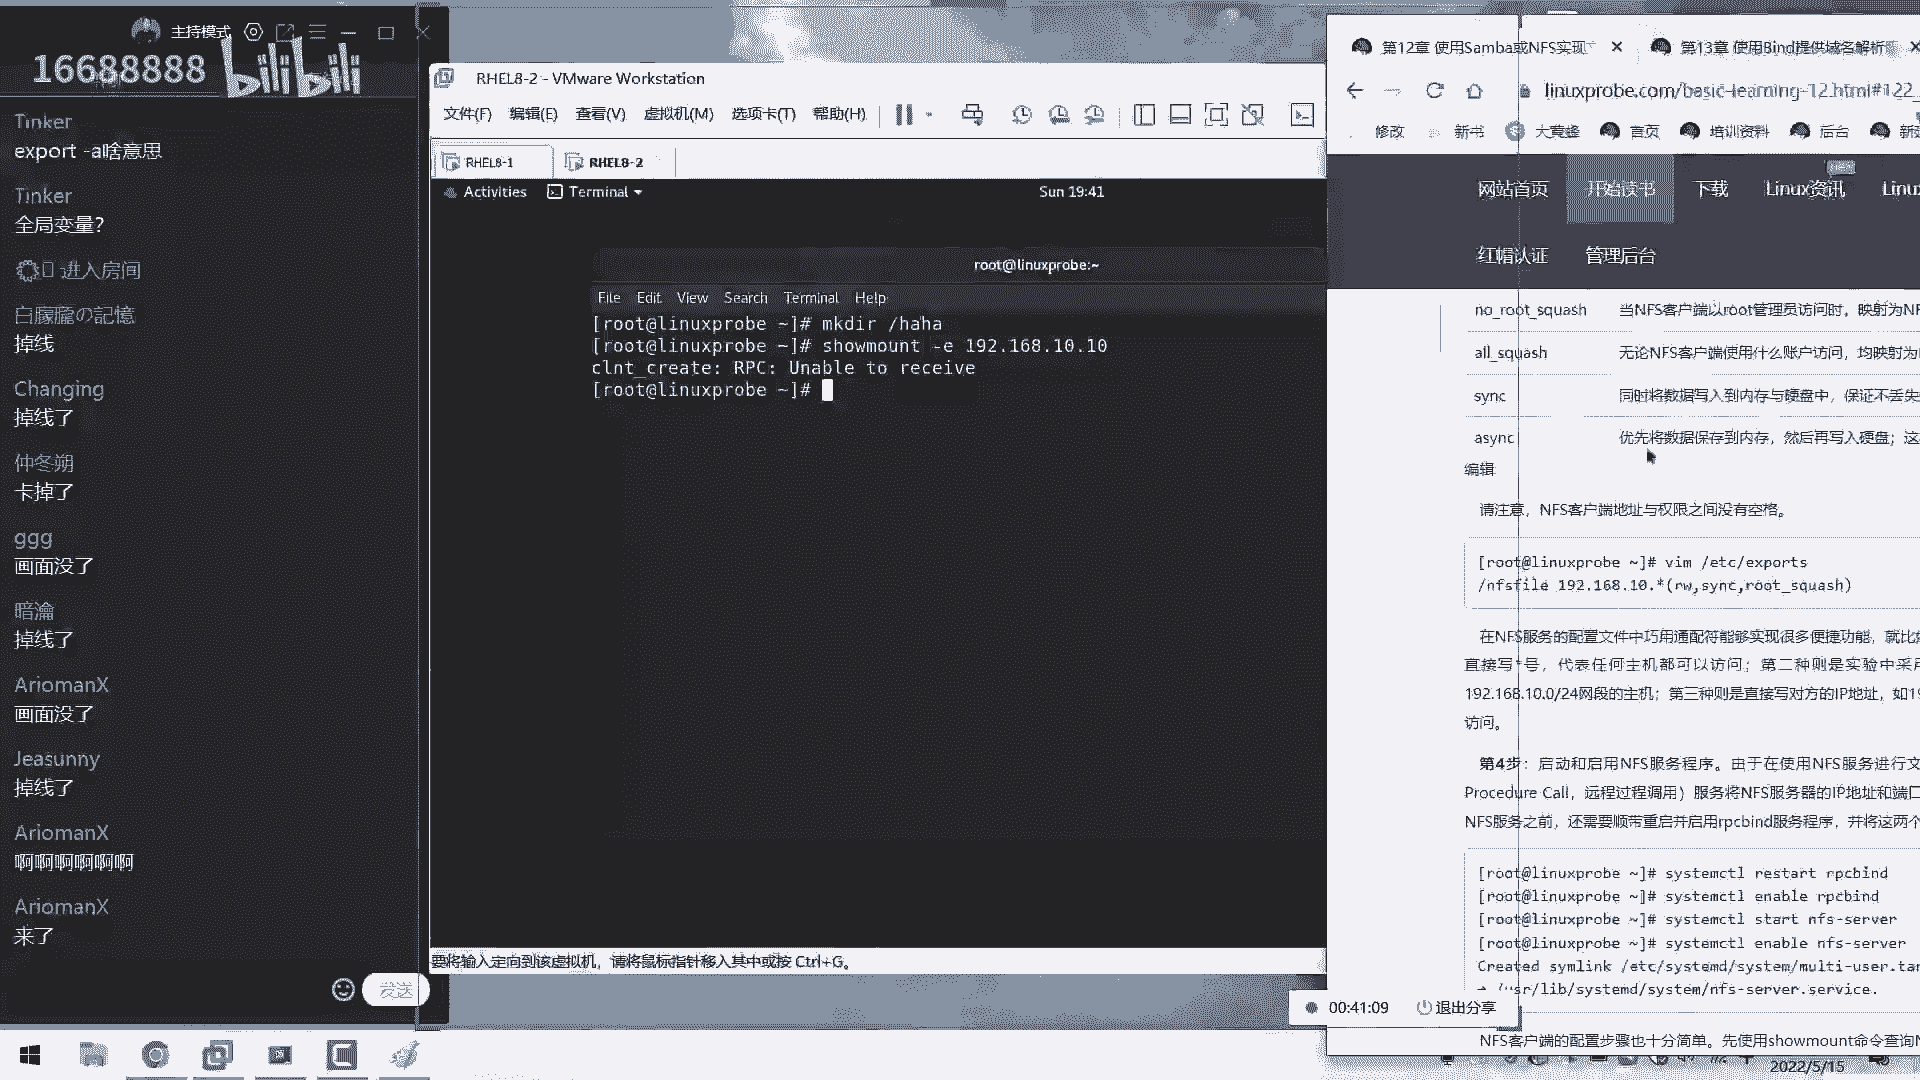 主持模式
16688888 bilibili
Tinker
export -a啥意思
Tinker
全局变量?
进入房间
白朦朧の記憶
掉线
Changing
掉线了
仲冬朔
卡掉了
ggg
画面没了
暗瀹
掉线了
AriomanX
画面没了
Jeasunny
掉线了
AriomanX
啊啊啊啊啊啊
AriomanX
来了
发送
RHEL8-2 - VMware Workstation
文件(F) 编辑(E) 查看(V) 虚拟机(M) 选项卡(T) 帮助(H)
RHEL8-1 RHEL8-2
Activities Terminal Sun 19:41
root@linuxprobe:~
File Edit View Search Terminal Help
[root@linuxprobe ~]# mkdir /haha
[root@linuxprobe ~]# showmount -e 192.168.10.10
clnt_create: RPC: Unable to receive
[root@linuxprobe ~]#
要将输入定向到该虚拟机，请将鼠标指针移入其中或按 Ctrl+G。
第12章 使用Samba或NFS实现 第13章 使用Bind提供域名解析
linuxprobe.com/basic-learning-12.html#122_
修改 新书 大黄蜂 首页 培训资料 后台
网站首页 开始读书 下载 Linux资讯
new
红帽认证 管理后台
no_root_squash 当NFS客户端以root管理员访问时，映射为NF
all_squash 无论NFS客户端使用什么账户访问，均映射为
sync 同时将数据写入到内存与硬盘中，保证不丢失
async 优先将数据保存到内存，然后再写入硬盘；这
编辑
请注意，NFS客户端地址与权限之间没有空格。
[root@linuxprobe ~]# vim /etc/exports
/nfsfile 192.168.10.*(rw,sync,root_squash)
在NFS服务的配置文件中巧用通配符能够实现很多便捷功能，就比
直接写*号，代表任何主机都可以访问；第二种则是实验中采
192.168.10.0/24网段的主机；第三种则是直接写对方的IP地址，如19
访问。
第4步：启动和启用NFS服务程序。由于在使用NFS服务进行文
Procedure Call，远程过程调用）服务将NFS服务器的IP地址和端口
NFS服务之前，还需要顺带重启并启用rpcbind服务程序，并将这两个
[root@linuxprobe ~]# systemctl restart rpcbind
[root@linuxprobe ~]# systemctl enable rpcbind
[root@linuxprobe ~]# systemctl start nfs-server
[root@linuxprobe ~]# systemctl enable nfs-server
Created symlink /etc/systemd/system/multi-user.tar
→ /usr/lib/systemd/system/nfs-server.service.
00:41:09 退出分享
NFS客户端的配置步骤也十分简单。先使用showmount命令查询N
2022/5/15